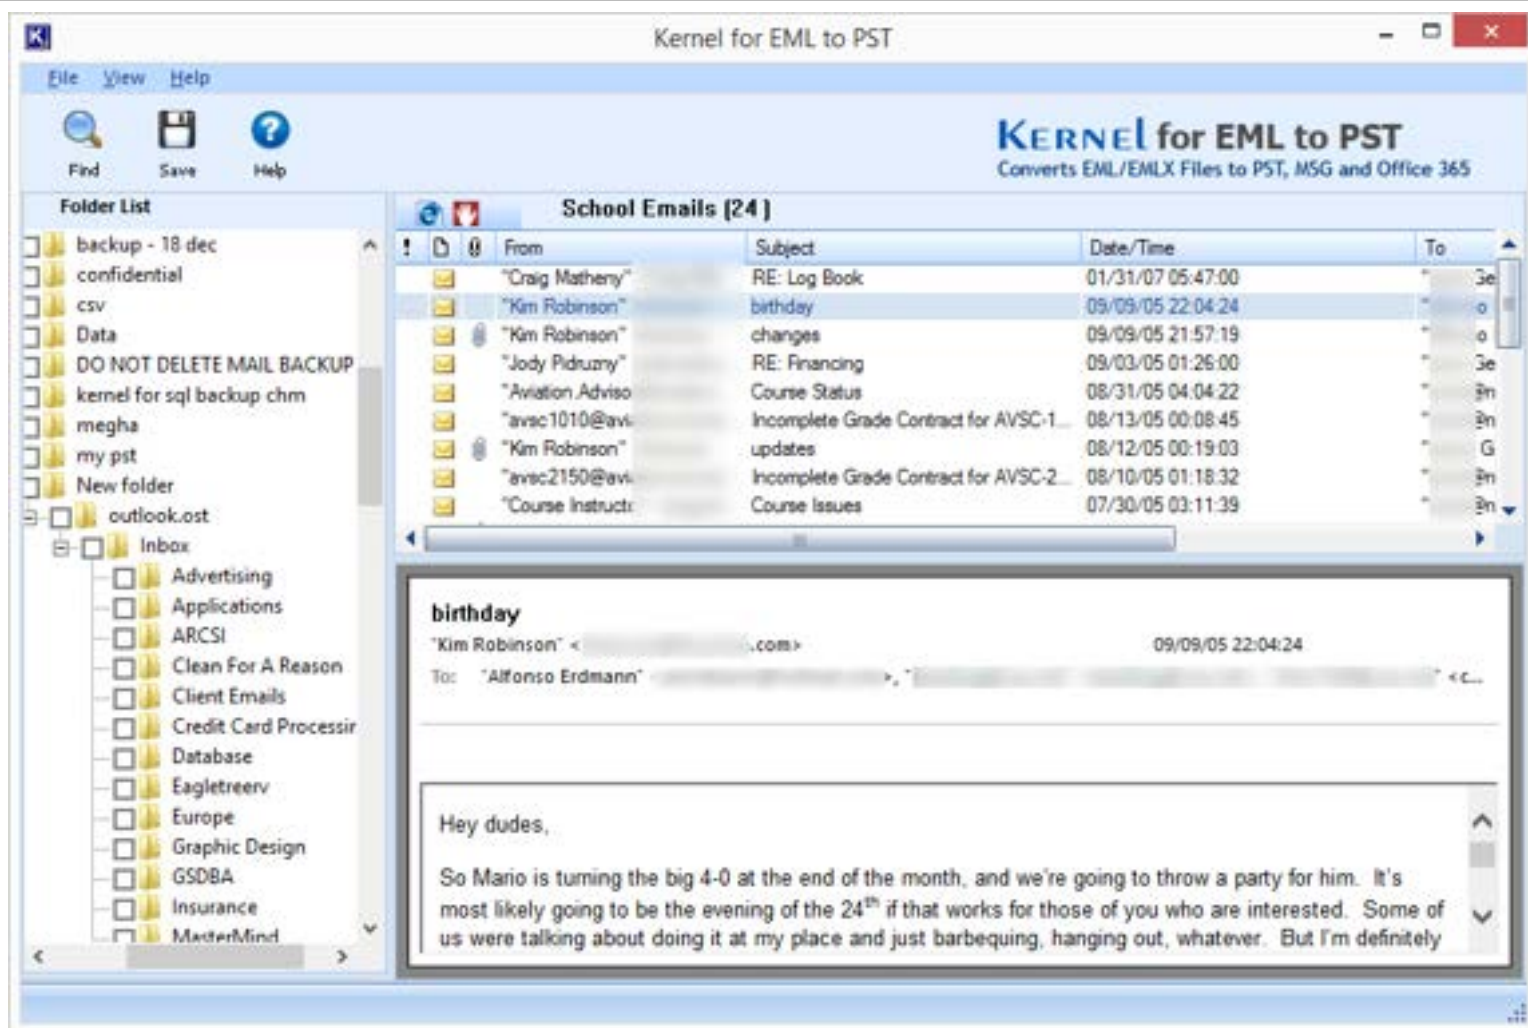 Kernel for EML to PST
File View Help
Find Save Help
KERNEL for EML to PST
Converts EML/EMLX Files to PST, MSG and Office 365
Folder List
backup - 18 dec
confidential
csv
Data
DO NOT DELETE MAIL BACKUP
kernel for sql backup chm
megha
my pst
New folder
outlook.ost
Inbox
Advertising
Applications
ARCSI
Clean For A Reason
Client Emails
Credit Card Processin
Database
Eagletreerv
Europe
Graphic Design
GSDBA
Insurance
MasterMind
School Emails (24 )
! From Subject Date/Time To
"Craig Matheny" RE: Log Book 01/31/07 05:47:00 " Ge
"Kim Robinson" birthday 09/09/05 22:04:24 " o
"Kim Robinson" changes 09/09/05 21:57:19 " o
"Jody Pidruzny" RE: Financing 09/03/05 01:26:00 " Ge
"Aviation Adviso Course Status 08/31/05 04:04:22 "
"avsc1010@avi Incomplete Grade Contract for AVSC-1... 08/13/05 00:08:45 "
"Kim Robinson" updates 08/12/05 00:19:03 " G
"avsc2150@avi Incomplete Grade Contract for AVSC-2... 08/10/05 01:18:32 "
"Course Instructo Course Issues 07/30/05 03:11:39 "
birthday
"Kim Robinson" < .com> 09/09/05 22:04:24
To: "Alfonso Erdmann" >, " " <c...
Hey dudes,
So Mario is turning the big 4-0 at the end of the month, and we're going to throw a party for him. It's
most likely going to be the evening of the 24th if that works for those of you who are interested. Some of
us were talking about doing it at my place and just barbequing, hanging out, whatever. But I'm definitely